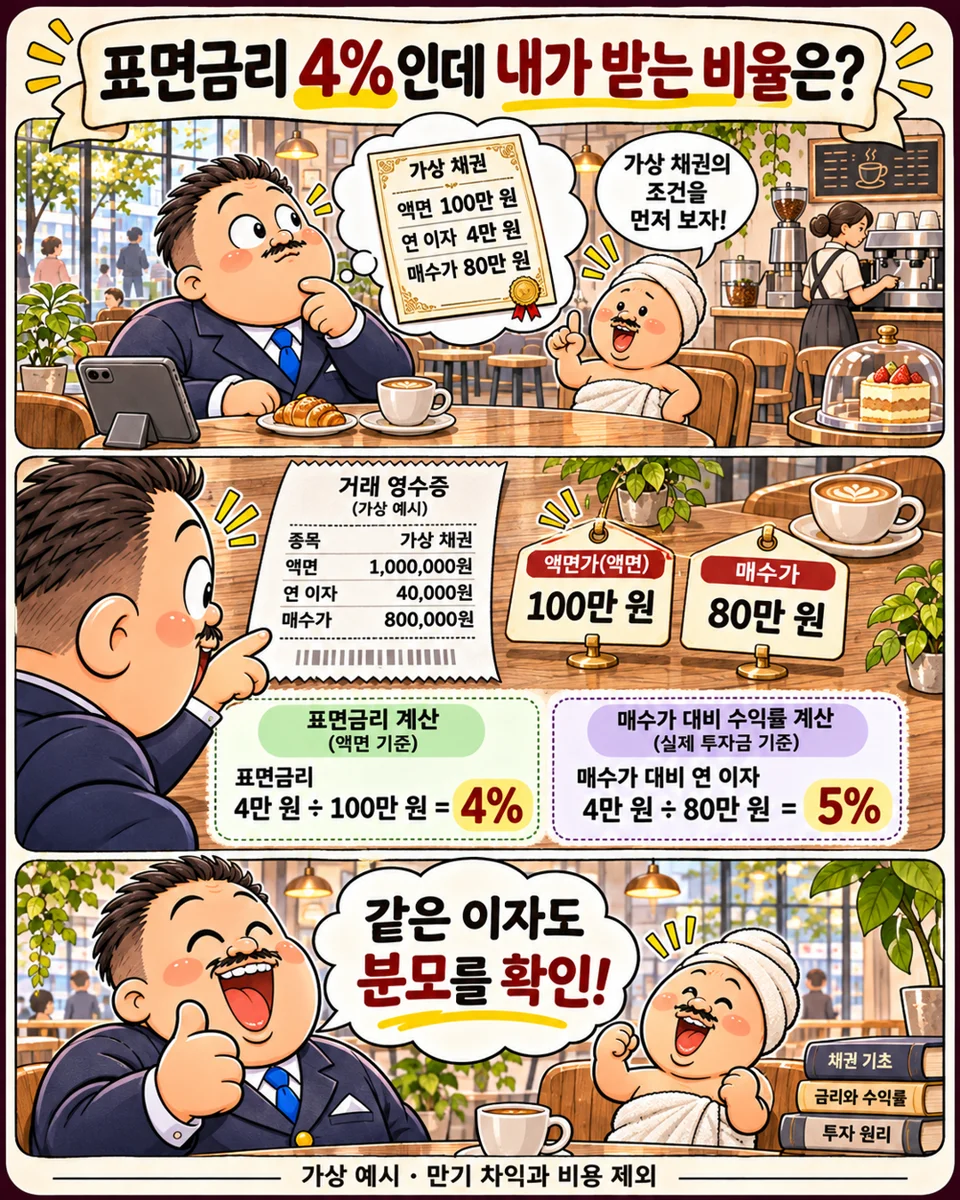 표면금리 4%인데 내가 받는 비율은?
가상 채권
액면 100만 원
연 이자 4만 원
매수가 80만 원
가상 채권의
조건을
먼저 보자!
거래 영수증
(가상 예시)
종목 가상 채권
액면 1,000,000원
연 이자 40,000원
매수가 800,000원
액면가(액면)
100만 원
매수가
80만 원
표면금리 계산
(액면 기준)
표면금리
4만 원 ÷ 100만 원 = 4%
매수가 대비 수익률 계산
(실제 투자금 기준)
매수가 대비 연 이자
4만 원 ÷ 80만 원 = 5%
같은 이자도
분모를 확인!
채권 기초
금리와 수익률
투자 원리
가상 예시 · 만기 차익과 비용 제외